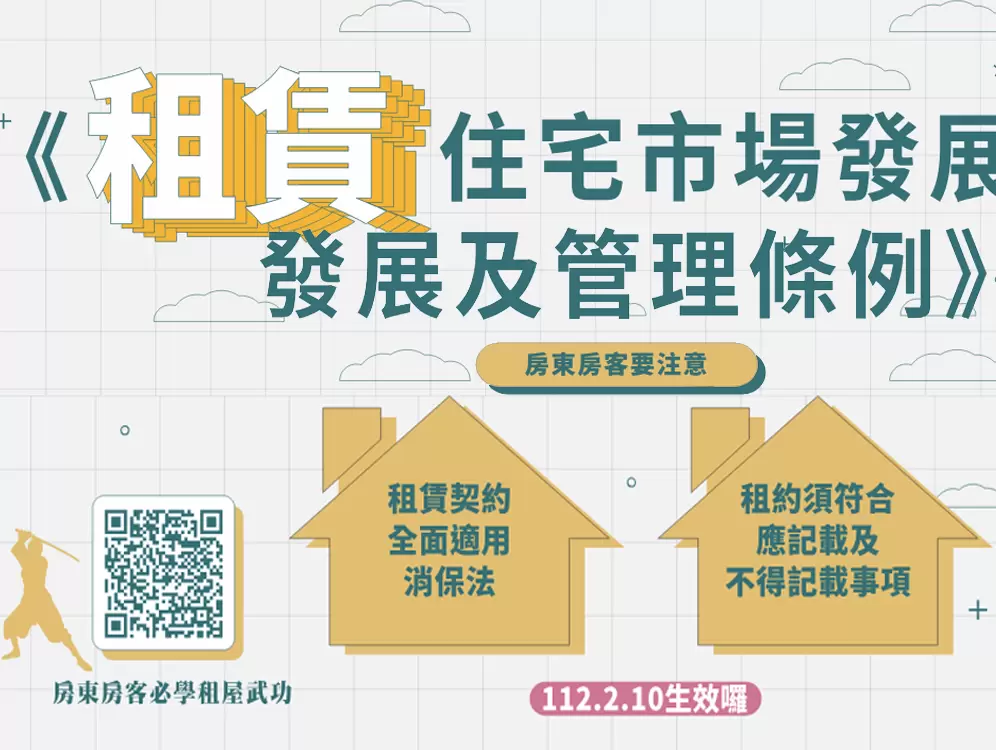 《租賃住宅市場發展
發展及管理條例》
房東房客要注意
租賃契約
全面適用
消保法
租約須符合
應記載及
不得記載事項
房東房客必學租屋武功
112.2.10生效囉